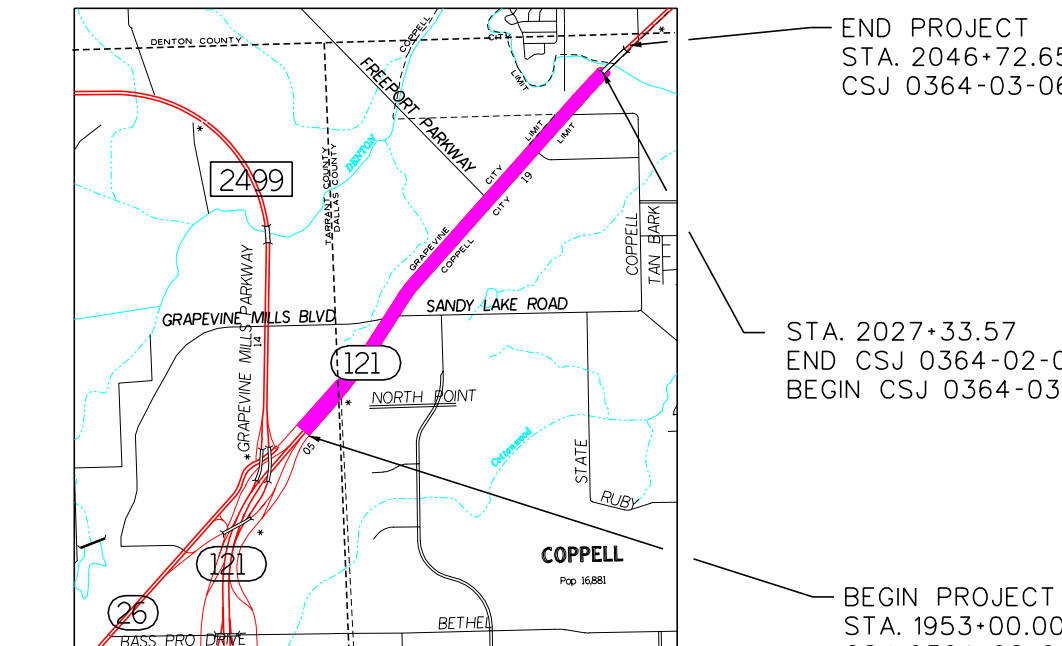 END PROJECT
STA. 2046+72.65
CSJ 0364-03-06
DENTON COUNTY
COPPELL
CITY
LIMIT
FREEPORT PARKWAY
DENTON
2499
TARRANT COUNTY
DALLAS COUNTY
CITY LIMIT
CITY LIMIT
19
GRAPEVINE
COPPELL
COPPELL
TAN BARK
GRAPEVINE MILLS PARKWAY
14
GRAPEVINE MILLS BLVD
SANDY LAKE ROAD
121
STA. 2027+33.57
END CSJ 0364-02-0
BEGIN CSJ 0364-03
NORTH POINT
05
Cottonwood
STATE
RUBY
COPPELL
Pop 16,881
121
26
BASS PRO DRIVE
BETHEL
BEGIN PROJECT
STA. 1953+00.00